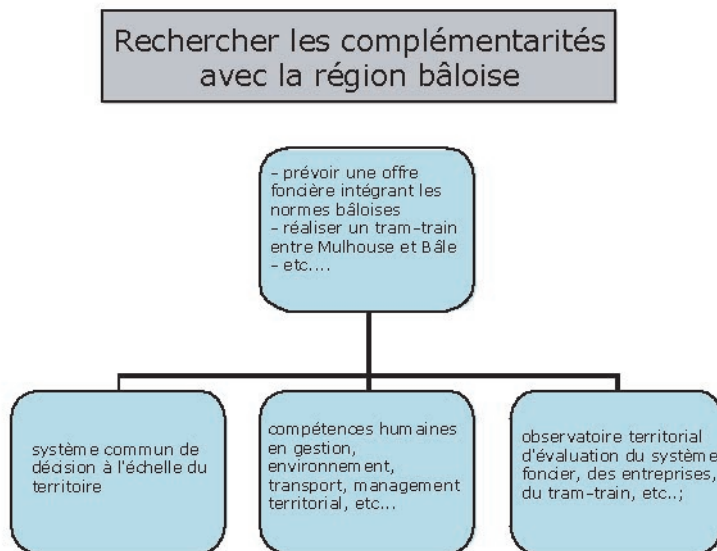 Rechercher les complémentarités
avec la région bâloise
- prévoir une offre
foncière intégrant les
normes bâloises
- réaliser un tram-train
entre Mulhouse et Bâle
- etc....
système commun de
décision à l'échelle du
territoire
compétences humaines
en gestion,
environnement,
transport, management
territorial, etc...
observatoire territorial
d'évaluation du système
foncier, des entreprises,
du tram-train, etc..;